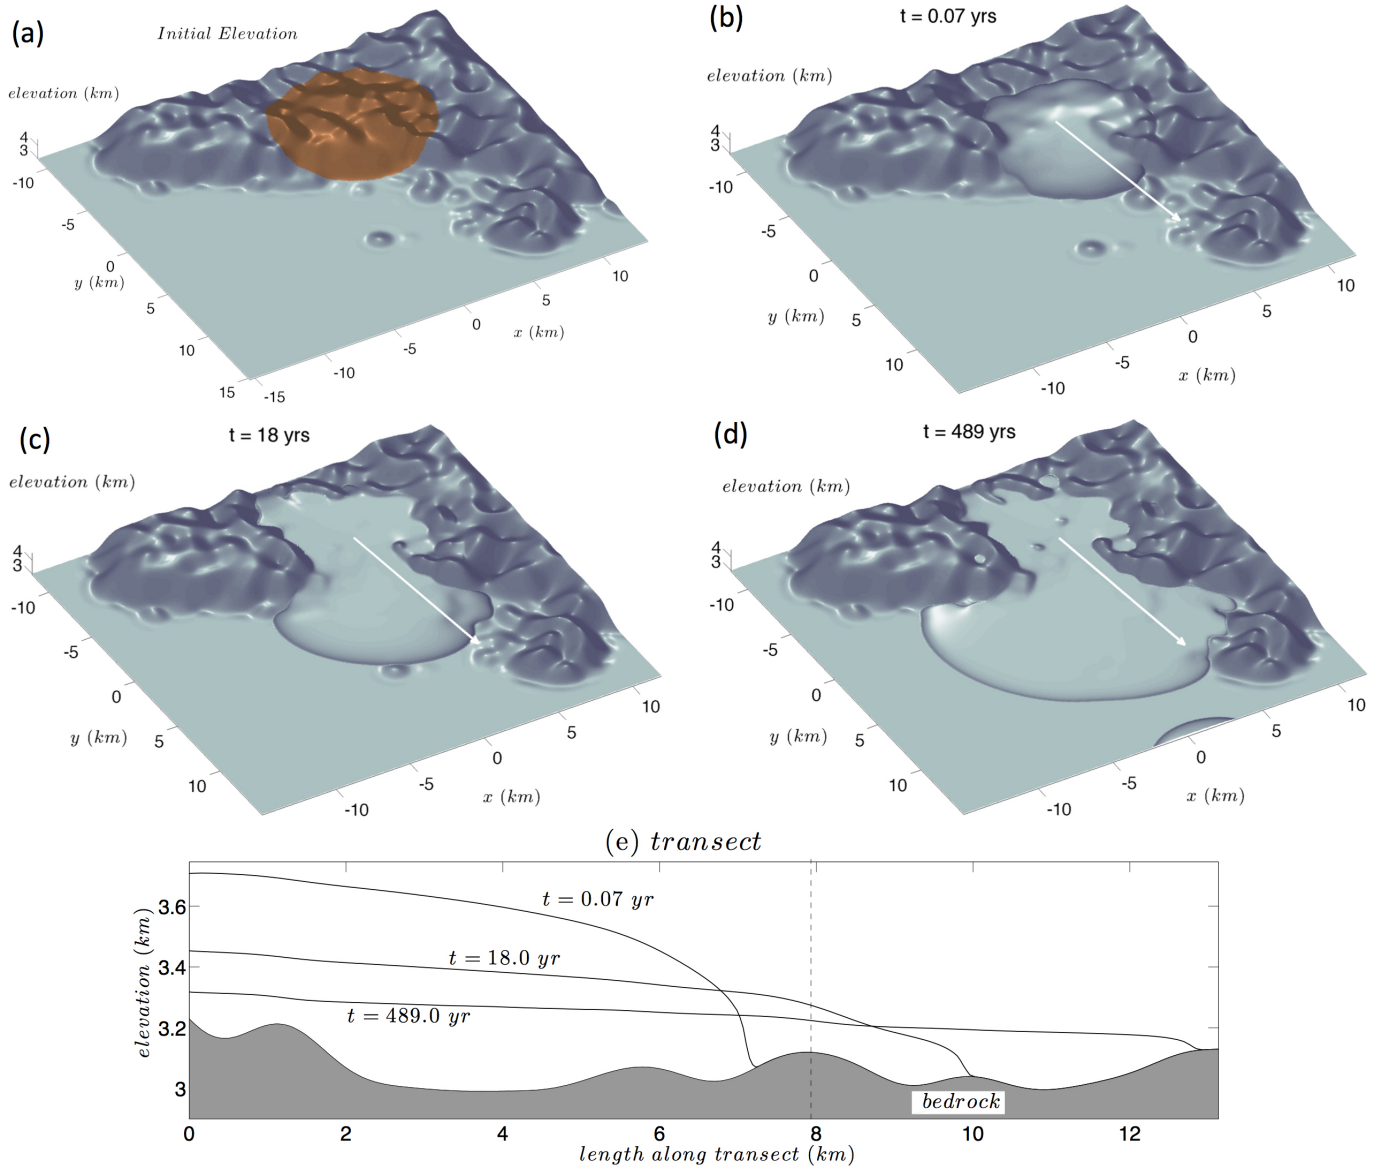 (a)
Initial Elevation
elevation (km)
4
3
-10
-5
0
y (km)
5
10
15
-15
-10
-5
0
5
10
x (km)
(b)
t = 0.07 yrs
elevation (km)
4
3
-10
-5
0
y (km)
5
10
-10
-5
0
5
10
x (km)
(c)
t = 18 yrs
elevation (km)
4
3
-10
-5
0
y (km)
5
10
-10
-5
0
5
10
x (km)
(d)
t = 489 yrs
elevation (km)
4
3
-10
-5
0
y (km)
5
10
-10
-5
0
5
10
x (km)
(e) transect
elevation (km)
3.6
3.4
3.2
3
t = 0.07 yr
t = 18.0 yr
t = 489.0 yr
bedrock
0 2 4 6 8 10 12
length along transect (km)